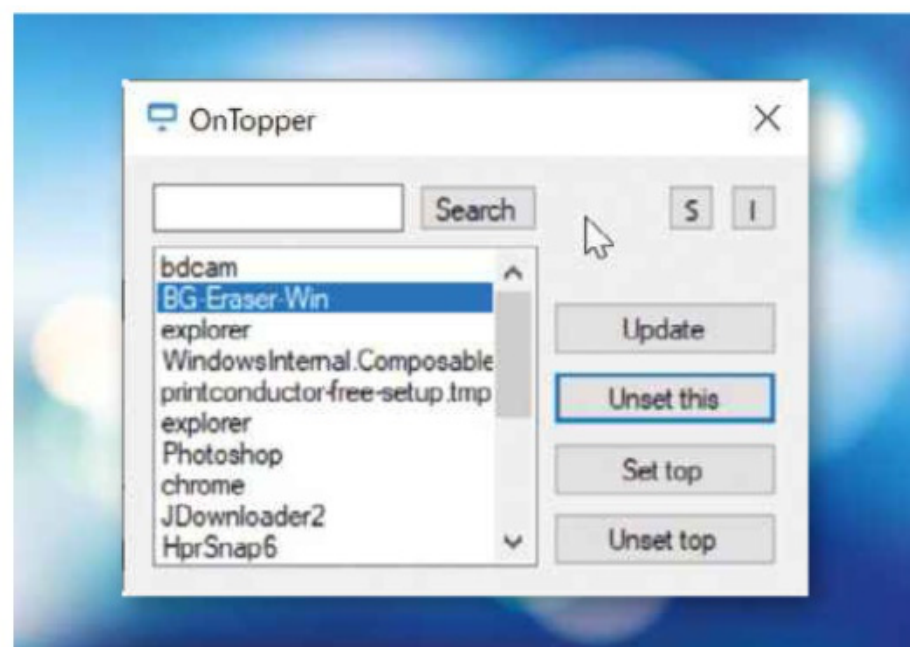 OnTopper
Search
S
I
bdcam
BG-Eraser-Win
explorer
WindowsInternal.Composable
printconductor-free-setup.tmp
explorer
Photoshop
chrome
JDownloader2
HprSnap6
Update
Unset this
Set top
Unset top